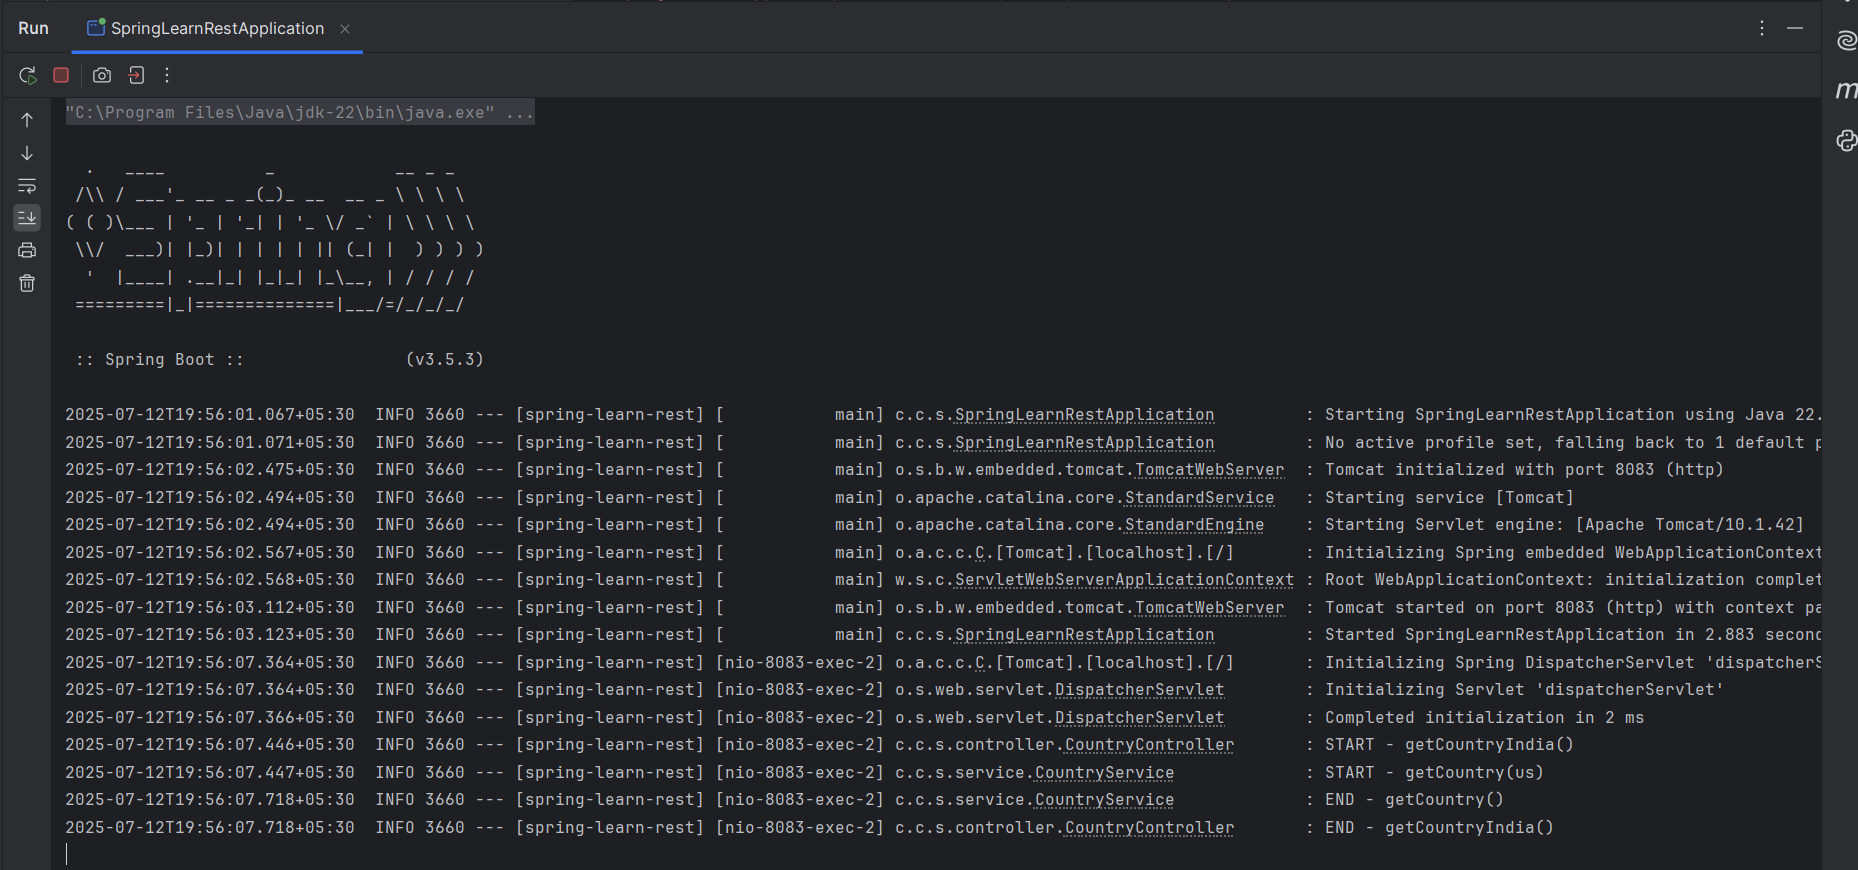 Run SpringLearnRestApplication
"C:\Program Files\Java\jdk-22\bin\java.exe" ...
  .   ____          _            __ _ _
 /\\ / ___'_ __ _ _(_)_ __  __ _ \ \ \ \
( ( )\___ | '_ | '_| | '_ \/ _` | \ \ \ \
 \\/  ___)| |_)| | | | | || (_| |  ) ) ) )
  '  |____| .__|_| |_|_| |_\__, | / / / /
 =========|_|==============|___/=/_/_/_/
 :: Spring Boot ::                (v3.5.3)
2025-07-12T19:56:01.067+05:30  INFO 3660 --- [spring-learn-rest] [           main] c.c.s.SpringLearnRestApplication         : Starting SpringLearnRestApplication using Java 22.
2025-07-12T19:56:01.071+05:30  INFO 3660 --- [spring-learn-rest] [           main] c.c.s.SpringLearnRestApplication         : No active profile set, falling back to 1 default p
2025-07-12T19:56:02.475+05:30  INFO 3660 --- [spring-learn-rest] [           main] o.s.b.w.embedded.tomcat.TomcatWebServer  : Tomcat initialized with port 8083 (http)
2025-07-12T19:56:02.494+05:30  INFO 3660 --- [spring-learn-rest] [           main] o.apache.catalina.core.StandardService   : Starting service [Tomcat]
2025-07-12T19:56:02.494+05:30  INFO 3660 --- [spring-learn-rest] [           main] o.apache.catalina.core.StandardEngine    : Starting Servlet engine: [Apache Tomcat/10.1.42]
2025-07-12T19:56:02.567+05:30  INFO 3660 --- [spring-learn-rest] [           main] o.a.c.c.C.[Tomcat].[localhost].[/]       : Initializing Spring embedded WebApplicationContext
2025-07-12T19:56:02.568+05:30  INFO 3660 --- [spring-learn-rest] [           main] w.s.c.ServletWebServerApplicationContext : Root WebApplicationContext: initialization complet
2025-07-12T19:56:03.112+05:30  INFO 3660 --- [spring-learn-rest] [           main] o.s.b.w.embedded.tomcat.TomcatWebServer  : Tomcat started on port 8083 (http) with context pa
2025-07-12T19:56:03.123+05:30  INFO 3660 --- [spring-learn-rest] [           main] c.c.s.SpringLearnRestApplication         : Started SpringLearnRestApplication in 2.883 second
2025-07-12T19:56:07.364+05:30  INFO 3660 --- [spring-learn-rest] [nio-8083-exec-2] o.a.c.c.C.[Tomcat].[localhost].[/]       : Initializing Spring DispatcherServlet 'dispatcherS
2025-07-12T19:56:07.364+05:30  INFO 3660 --- [spring-learn-rest] [nio-8083-exec-2] o.s.web.servlet.DispatcherServlet        : Initializing Servlet 'dispatcherServlet'
2025-07-12T19:56:07.366+05:30  INFO 3660 --- [spring-learn-rest] [nio-8083-exec-2] o.s.web.servlet.DispatcherServlet        : Completed initialization in 2 ms
2025-07-12T19:56:07.446+05:30  INFO 3660 --- [spring-learn-rest] [nio-8083-exec-2] c.c.s.controller.CountryController       : START - getCountryIndia()
2025-07-12T19:56:07.447+05:30  INFO 3660 --- [spring-learn-rest] [nio-8083-exec-2] c.c.s.service.CountryService             : START - getCountry(us)
2025-07-12T19:56:07.718+05:30  INFO 3660 --- [spring-learn-rest] [nio-8083-exec-2] c.c.s.service.CountryService             : END - getCountry()
2025-07-12T19:56:07.718+05:30  INFO 3660 --- [spring-learn-rest] [nio-8083-exec-2] c.c.s.controller.CountryController       : END - getCountryIndia()